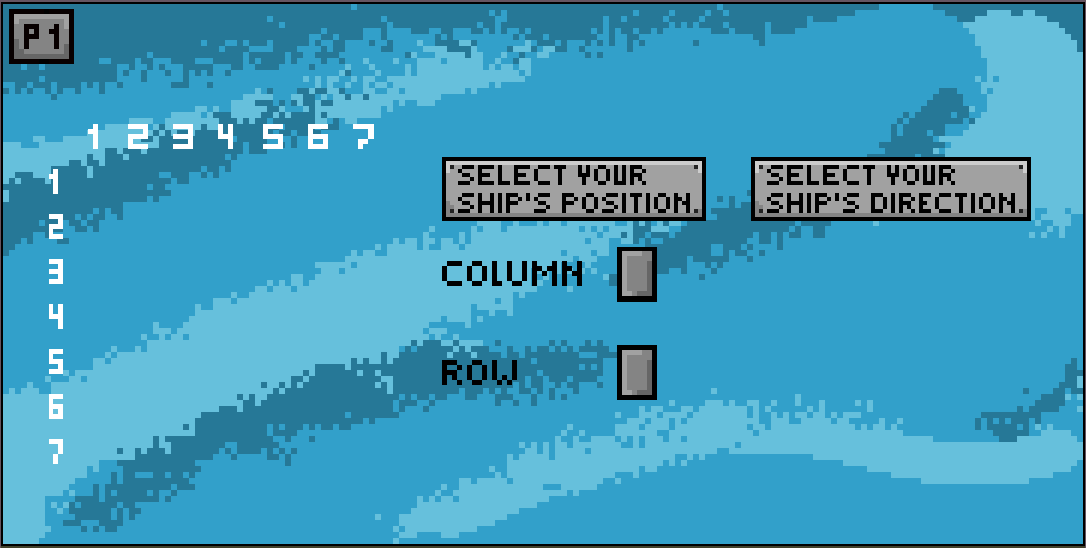 P1
1 2 3 4 5 6 7
1
2
3
4
5
6
7
SELECT YOUR
SHIP'S POSITION.
SELECT YOUR
SHIP'S DIRECTION.
COLUMN
ROW